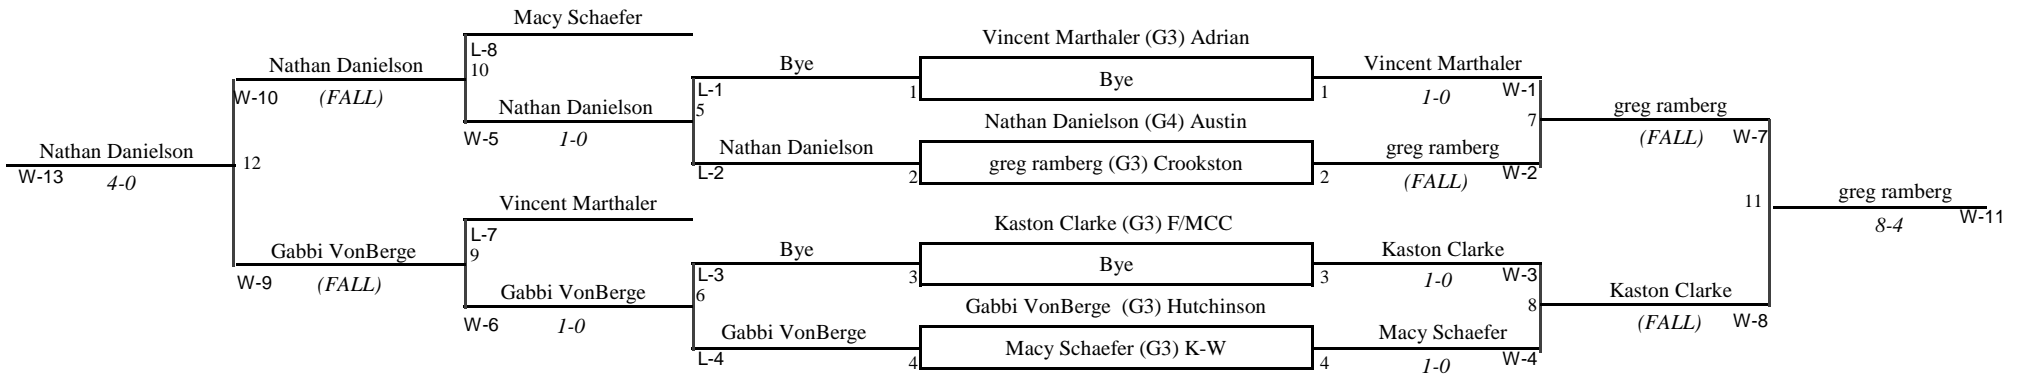 Macy Schaefer
Vincent Marthaler (G3) Adrian
L-8
Nathan Danielson
10
Bye
Bye
Vincent Marthaler
W-10
(FALL)
L-1
1
1
1-0
W-1
Nathan Danielson
5
greg ramberg
W-5
1-0
Nathan Danielson (G4) Austin
7
(FALL)
W-7
Nathan Danielson
12
Nathan Danielson
greg ramberg (G3) Crookston
greg ramberg
W-13
4-0
L-2
2
2
(FALL)
W-2
Vincent Marthaler
11
greg ramberg
L-7
Kaston Clarke (G3) F/MCC
8-4
W-11
Gabbi VonBerge
9
Bye
Bye
Kaston Clarke
W-9
(FALL)
L-3
3
3
1-0
W-3
Gabbi VonBerge
6
Kaston Clarke
W-6
1-0
Gabbi VonBerge (G3) Hutchinson
8
(FALL)
W-8
Gabbi VonBerge
Macy Schaefer (G3) K-W
Macy Schaefer
L-4
4
4
1-0
W-4